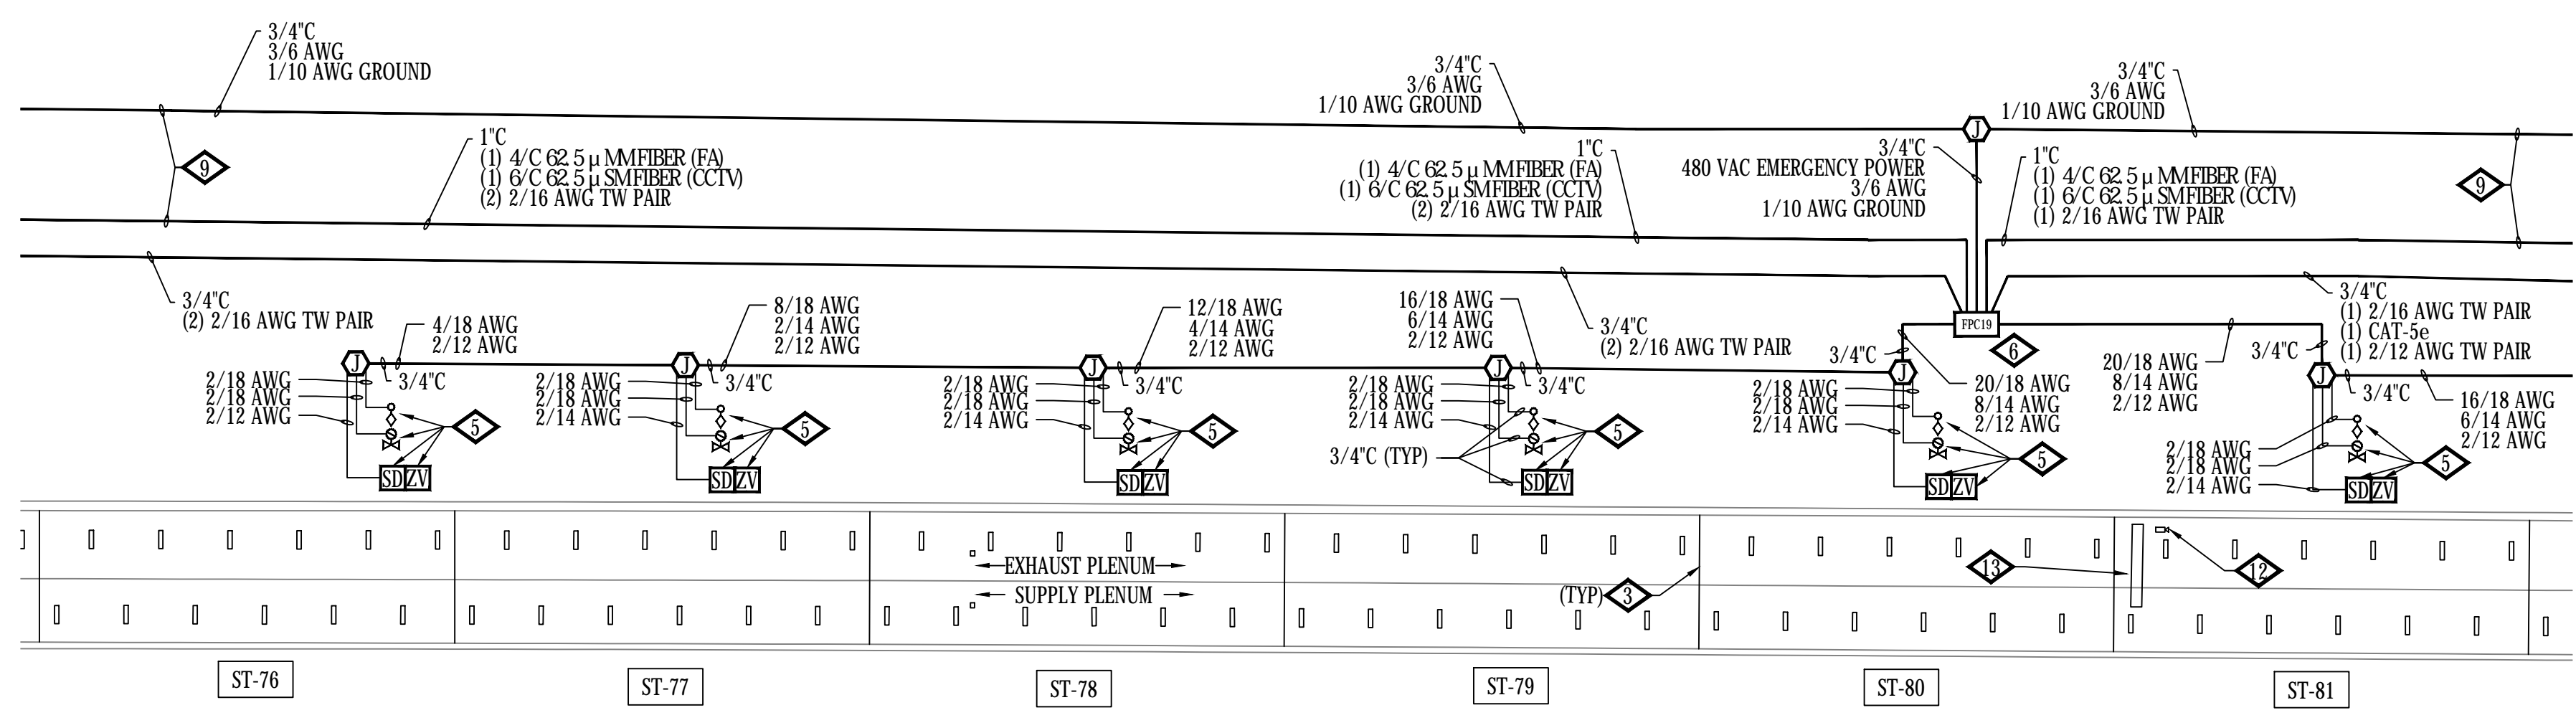 3/4"C
3/6 AWG
1/10 AWG GROUND
3/4"C
3/6 AWG
1/10 AWG GROUND
3/4"C
3/6 AWG
1/10 AWG GROUND
J
9
1"C
(1) 4/C 62.5 µ MM FIBER (FA)
(1) 6/C 62.5 µ SM FIBER (CCTV)
(2) 2/16 AWG TW PAIR
1"C
(1) 4/C 62.5 µ MM FIBER (FA)
(1) 6/C 62.5 µ SM FIBER (CCTV)
(2) 2/16 AWG TW PAIR
3/4"C
480 VAC EMERGENCY POWER
3/6 AWG
1/10 AWG GROUND
1"C
(1) 4/C 62.5 µ MM FIBER (FA)
(1) 6/C 62.5 µ SM FIBER (CCTV)
(1) 2/16 AWG TW PAIR
9
3/4"C
(2) 2/16 AWG TW PAIR
4/18 AWG
2/12 AWG
8/18 AWG
2/14 AWG
2/12 AWG
12/18 AWG
4/14 AWG
2/12 AWG
16/18 AWG
6/14 AWG
2/12 AWG
3/4"C
(2) 2/16 AWG TW PAIR
FPC19
6
3/4"C
(1) 2/16 AWG TW PAIR
(1) CAT-5e
(1) 2/12 AWG TW PAIR
J
3/4"C
2/18 AWG
2/18 AWG
2/12 AWG
5
SD ZV
J
3/4"C
2/18 AWG
2/18 AWG
2/14 AWG
5
SD ZV
J
3/4"C
2/18 AWG
2/18 AWG
2/14 AWG
5
SD ZV
J
3/4"C
2/18 AWG
2/18 AWG
2/14 AWG
3/4"C (TYP)
5
SD ZV
3/4"C
J
2/18 AWG
2/18 AWG
2/14 AWG
20/18 AWG
8/14 AWG
2/12 AWG
5
SD ZV
20/18 AWG
8/14 AWG
2/12 AWG
3/4"C
J
3/4"C
16/18 AWG
6/14 AWG
2/12 AWG
2/18 AWG
2/18 AWG
2/14 AWG
5
SD ZV
EXHAUST PLENUM
SUPPLY PLENUM
(TYP) 3
13
12
ST-76
ST-77
ST-78
ST-79
ST-80
ST-81